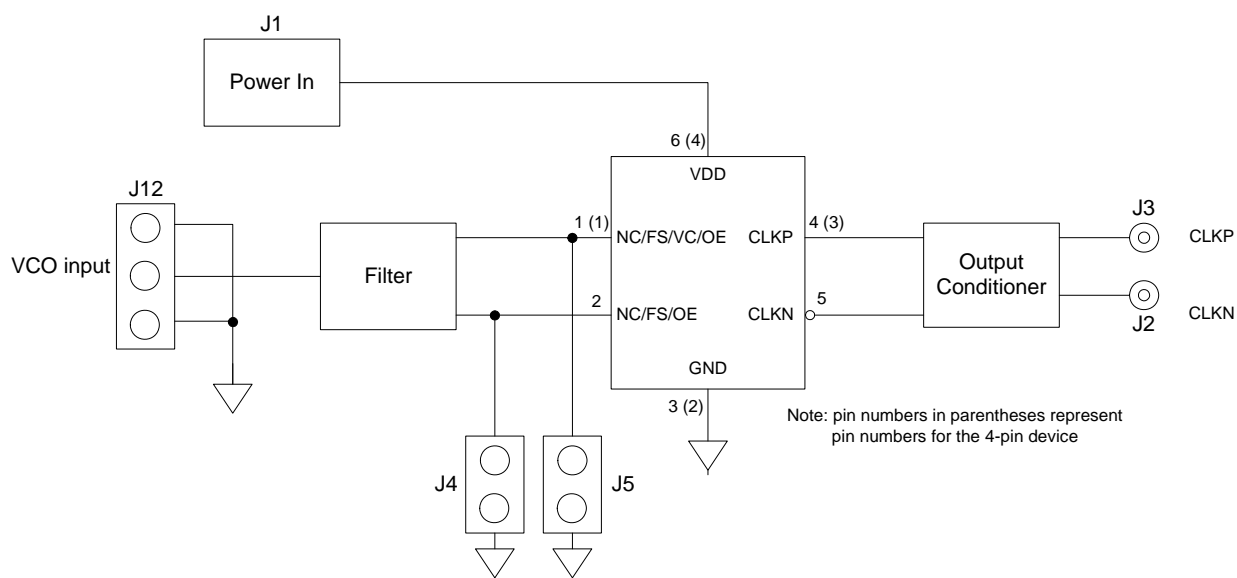 J1
Power In
6 (4)
VDD
J12
VCO input
Filter
1 (1)
NC/FS/VC/OE
CLKP
4 (3)
2
NC/FS/OE
CLKN
5
GND
3 (2)
Output
Conditioner
J3
CLKP
J2
CLKN
Note: pin numbers in parentheses represent
pin numbers for the 4-pin device
J4
J5